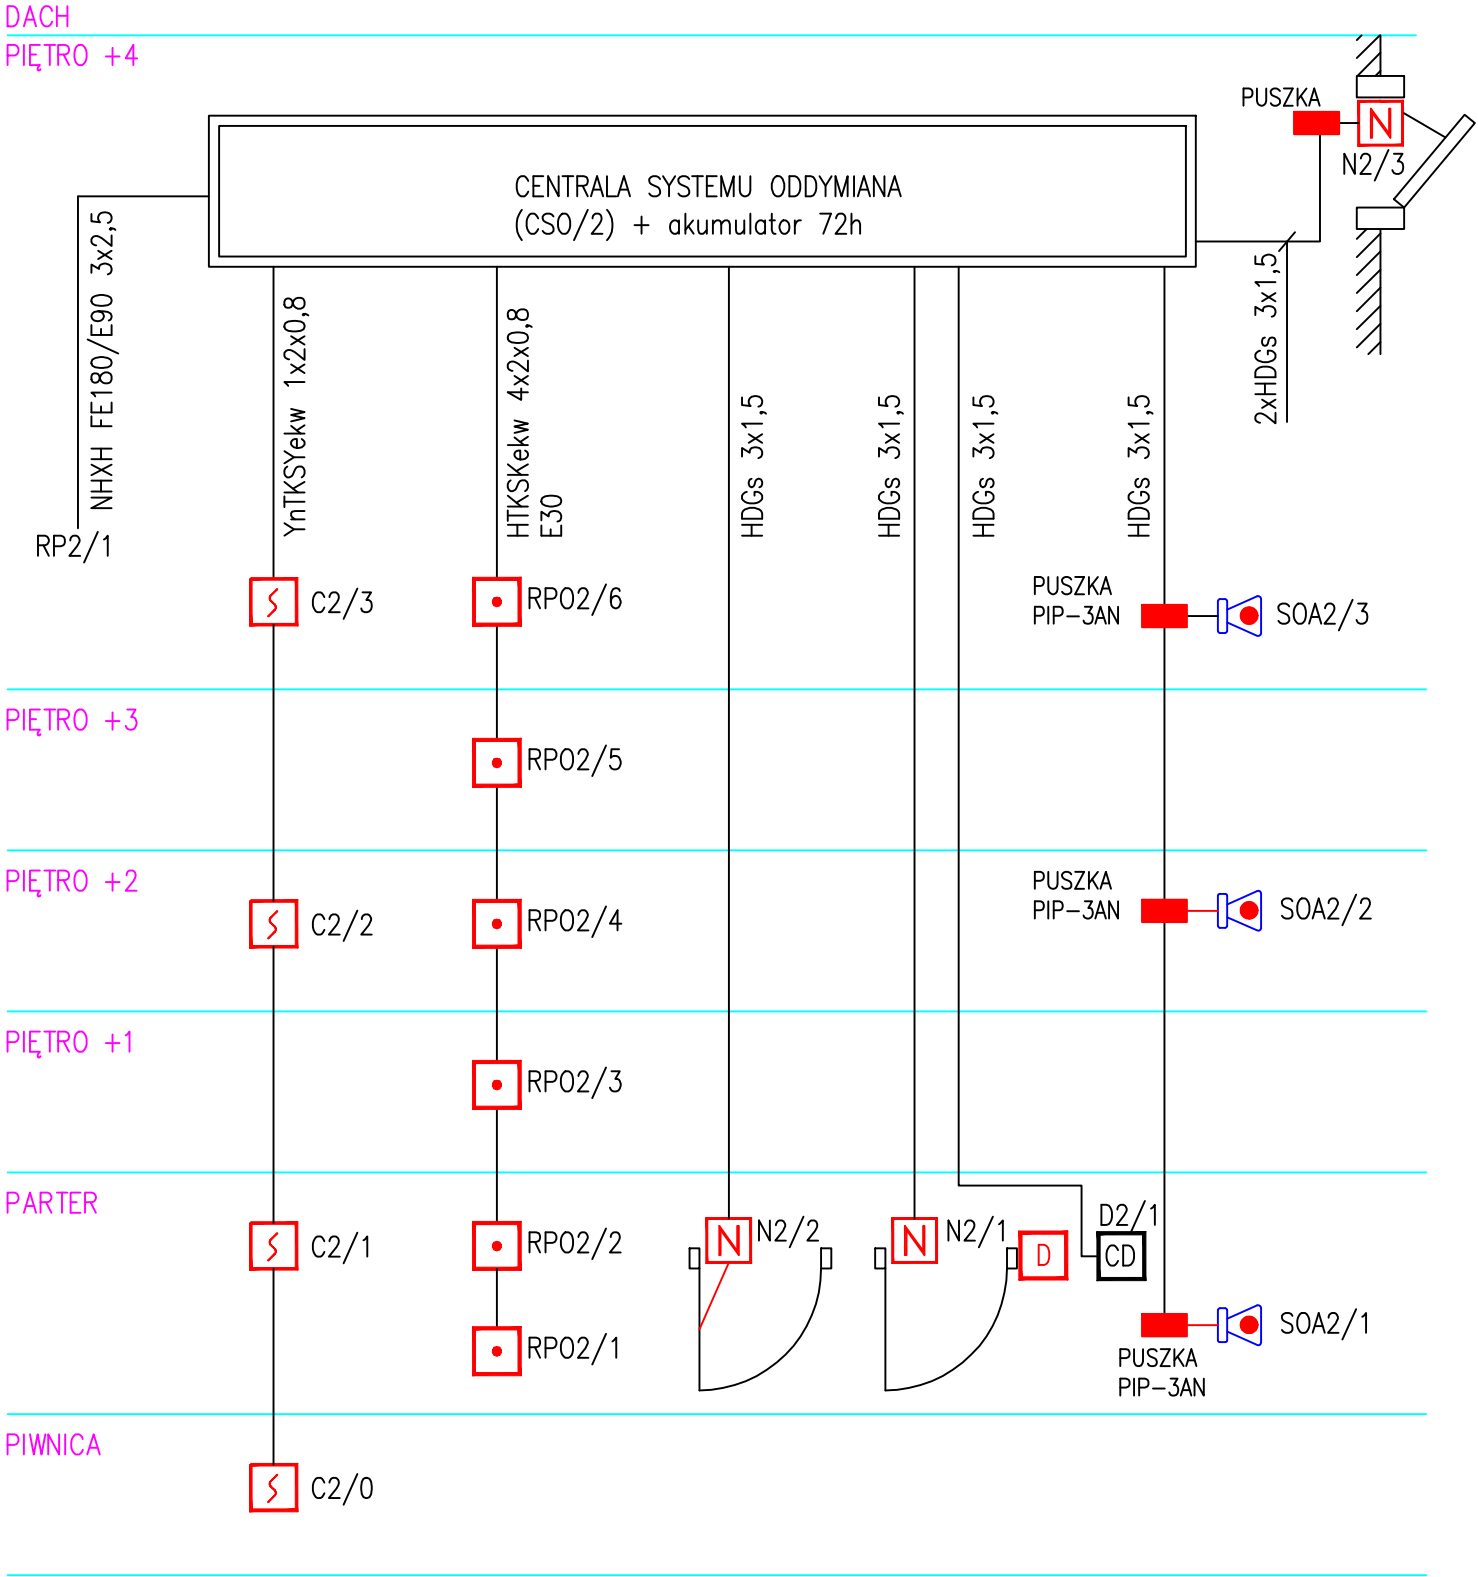 DACH
PIĘTRO +4
PUSZKA
N
N2/3
CENTRALA SYSTEMU ODDYMIANA
(CSO/2) + akumulator 72h
NHXH FE180/E90 3x2,5
RP2/1
YnTKSYekw 1x2x0,8
HTKSKekw 4x2x0,8
E30
HDGs 3x1,5
HDGs 3x1,5
HDGs 3x1,5
HDGs 3x1,5
2xHDGs 3x1,5
C2/3
RPO2/6
PUSZKA
PIP-3AN
SOA2/3
PIĘTRO +3
RPO2/5
PIĘTRO +2
C2/2
RPO2/4
PUSZKA
PIP-3AN
SOA2/2
PIĘTRO +1
RPO2/3
PARTER
C2/1
RPO2/2
N
N2/2
N
N2/1
D
D2/1
CD
RPO2/1
SOA2/1
PUSZKA
PIP-3AN
PIWNICA
C2/0